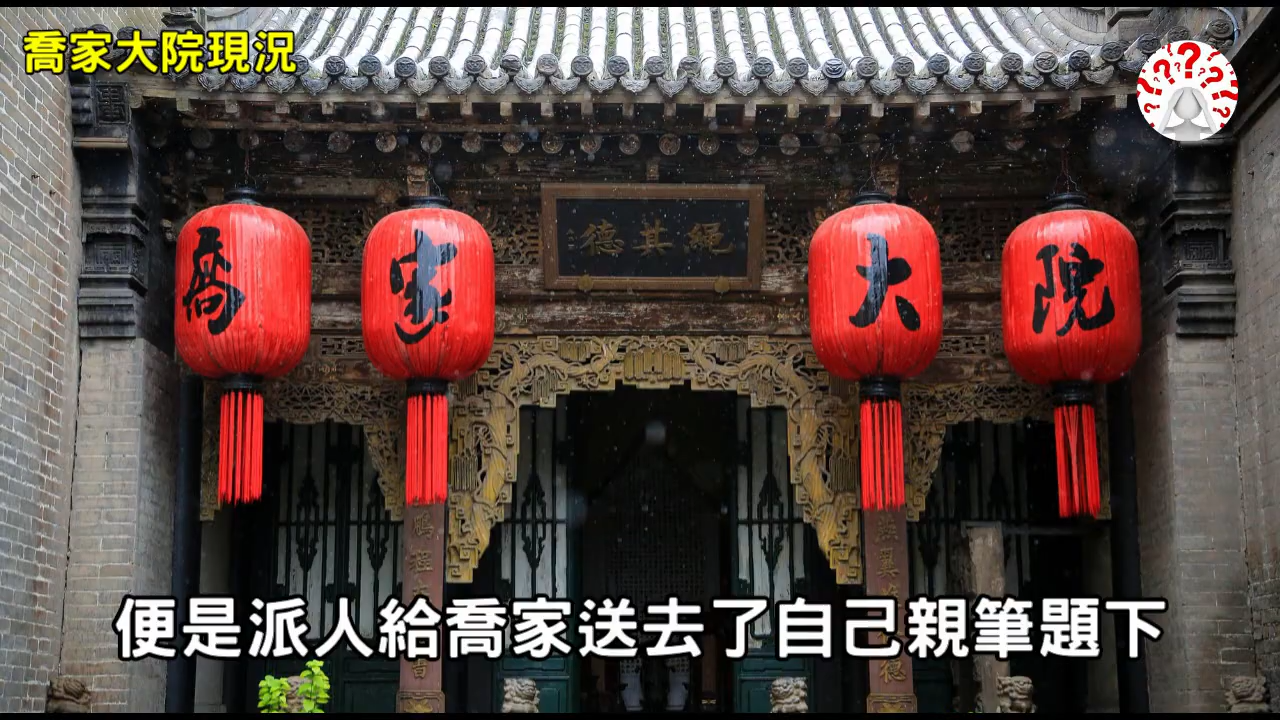 喬家大院現況
德其繩
喬家大院
便是派人給喬家送去了自己親筆題下